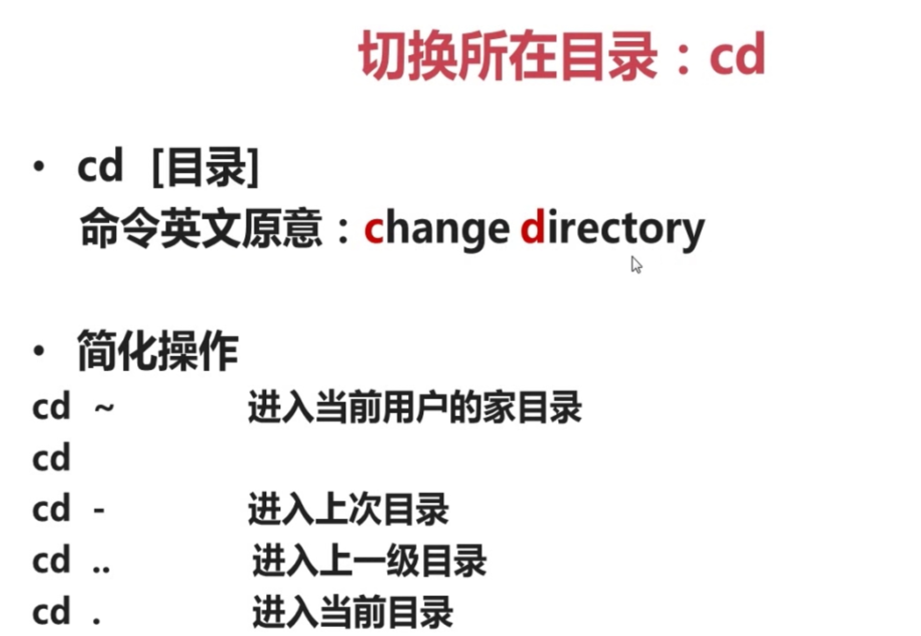 切换所在目录：cd
• cd [目录]
命令英文原意：change directory
• 简化操作
cd ~ 进入当前用户的家目录
cd
cd - 进入上次目录
cd .. 进入上一级目录
cd . 进入当前目录